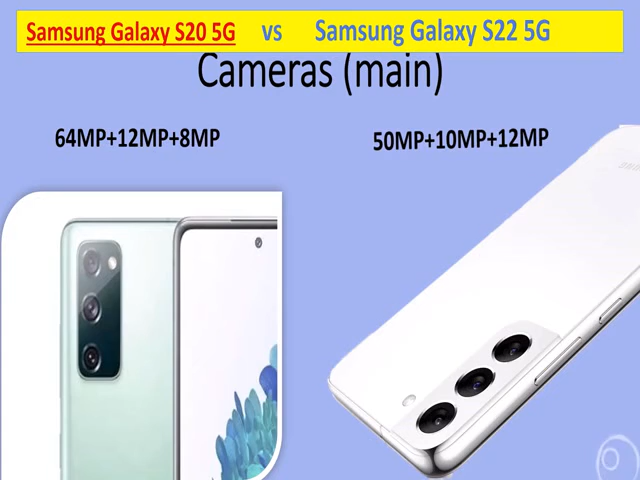 Samsung Galaxy S20 5G vs Samsung Galaxy S22 5G
Cameras (main)
64MP+12MP+8MP
50MP+10MP+12MP